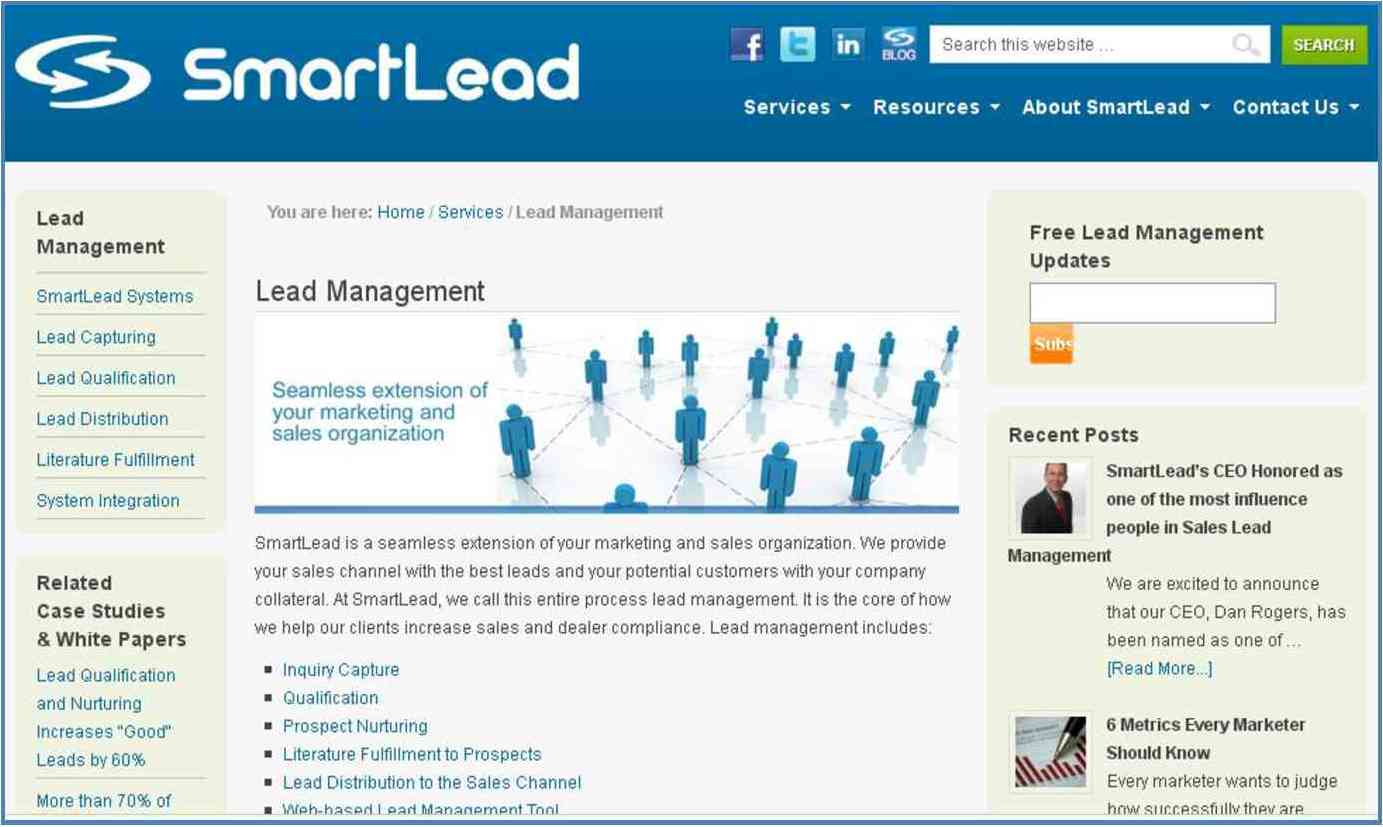 SmartLead
BLOG
Search this website ...
SEARCH
Services
Resources
About SmartLead
Contact Us
Lead
Management
SmartLead Systems
Lead Capturing
Lead Qualification
Lead Distribution
Literature Fulfillment
System Integration
Related
Case Studies
& White Papers
Lead Qualification
and Nurturing
Increases "Good"
Leads by 60%
More than 70% of
You are here: Home / Services / Lead Management
Lead Management
Seamless extension of
your marketing and
sales organization
SmartLead is a seamless extension of your marketing and sales organization. We provide
your sales channel with the best leads and your potential customers with your company
collateral. At SmartLead, we call this entire process lead management. It is the core of how
we help our clients increase sales and dealer compliance. Lead management includes:
Inquiry Capture
Qualification
Prospect Nurturing
Literature Fulfillment to Prospects
Lead Distribution to the Sales Channel
Web-based Lead Management Tool
Free Lead Management
Updates
Subs
Recent Posts
SmartLead's CEO Honored as
one of the most influence
people in Sales Lead
Management
We are excited to announce
that our CEO, Dan Rogers, has
been named as one of ...
[Read More...]
6 Metrics Every Marketer
Should Know
Every marketer wants to judge
how successfully they are